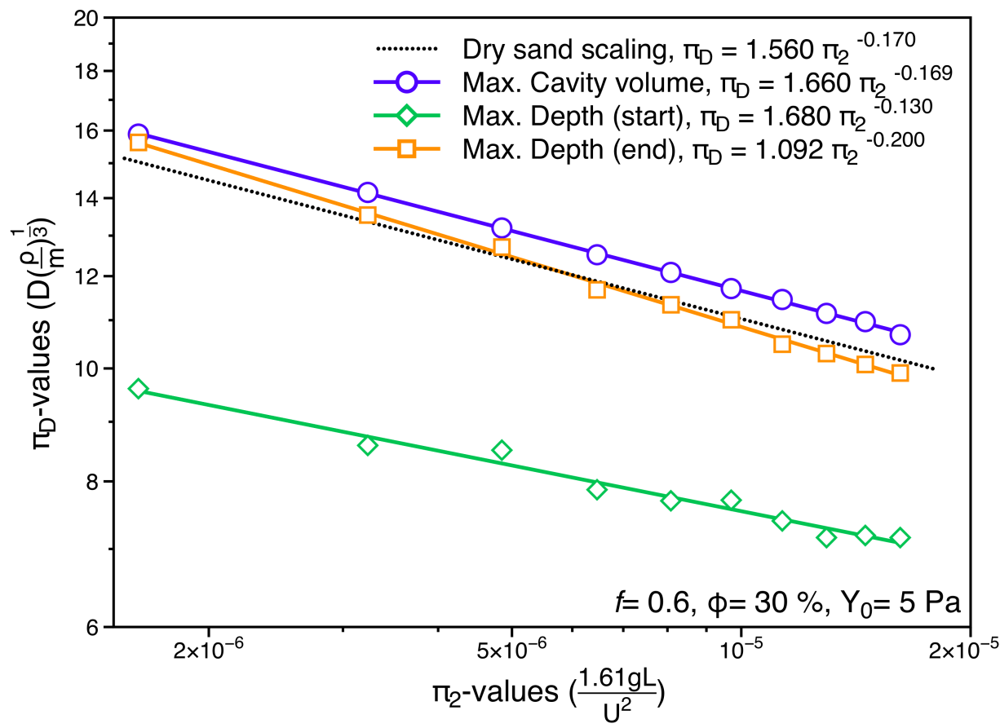 20
18
16
14
12
10
8
6
π_D-values (D(ρ/m)^(1/3))
Dry sand scaling, π_D = 1.560 π_2^-0.170
Max. Cavity volume, π_D = 1.660 π_2^-0.169
Max. Depth (start), π_D = 1.680 π_2^-0.130
Max. Depth (end), π_D = 1.092 π_2^-0.200
f= 0.6, ϕ= 30 %, Y_0= 5 Pa
2×10^-6 5×10^-6 10^-5 2×10^-5
π_2-values (1.61gL/U^2)